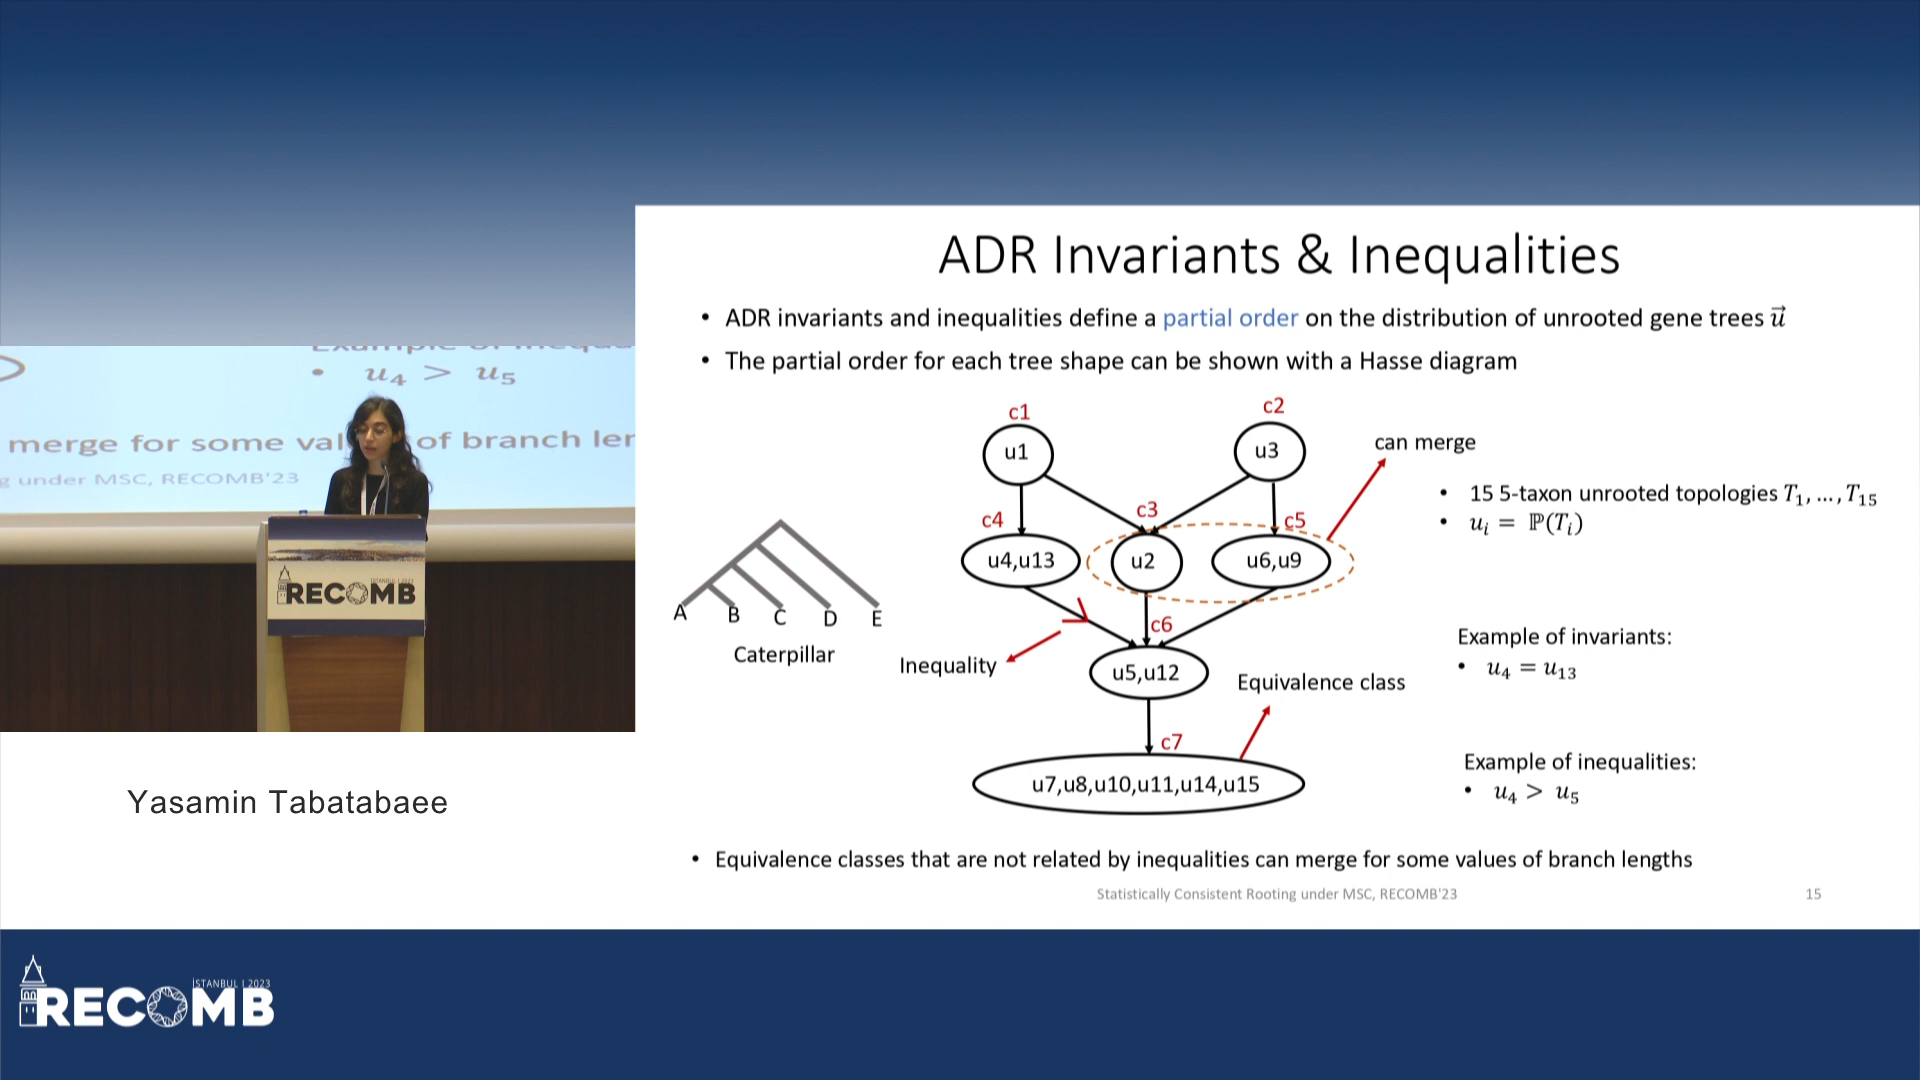 ADR Invariants & Inequalities
• ADR invariants and inequalities define a partial order on the distribution of unrooted gene trees u⃗
• The partial order for each tree shape can be shown with a Hasse diagram
c1
c2
u1
u3
can merge
• 15 5-taxon unrooted topologies T₁, … , T₁₅
• uᵢ = ℙ(Tᵢ)
c4
c3
c5
u4,u13
u2
u6,u9
A B C D E
Caterpillar
c6
Inequality
u5,u12
Equivalence class
Example of invariants:
• u₄ = u₁₃
c7
u7,u8,u10,u11,u14,u15
Example of inequalities:
• u₄ > u₅
• Equivalence classes that are not related by inequalities can merge for some values of branch lengths
Statistically Consistent Rooting under MSC, RECOMB'23
15
• u₄ > u₅
merge for some val of branch ler
g under MSC, RECOMB'23
ISTANBUL | 2023
RECOMB
Yasamin Tabatabaee
İSTANBUL | 2023
RECOMB